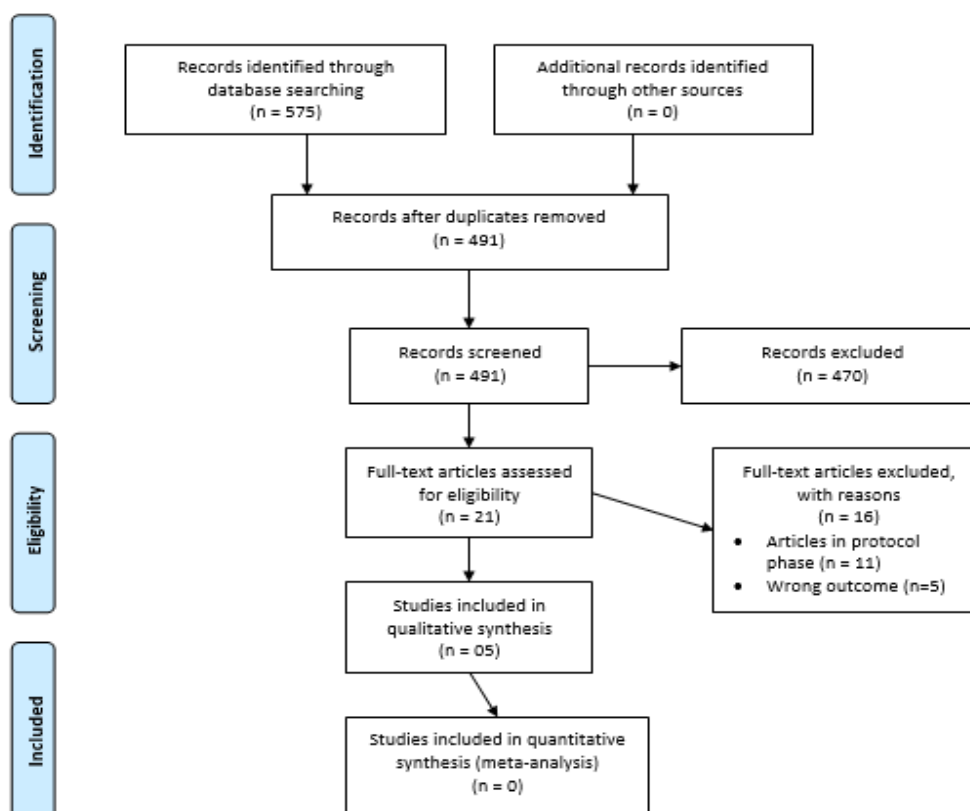 Identification
Records identified through
database searching
(n = 575)
Additional records identified
through other sources
(n = 0)
Records after duplicates removed
(n = 491)
Screening
Records screened
(n = 491)
Records excluded
(n = 470)
Eligibility
Full-text articles assessed
for eligibility
(n = 21)
Full-text articles excluded,
with reasons
(n = 16)
• Articles in protocol
phase (n = 11)
• Wrong outcome (n=5)
Studies included in
qualitative synthesis
(n = 05)
Included
Studies included in quantitative
synthesis (meta-analysis)
(n = 0)